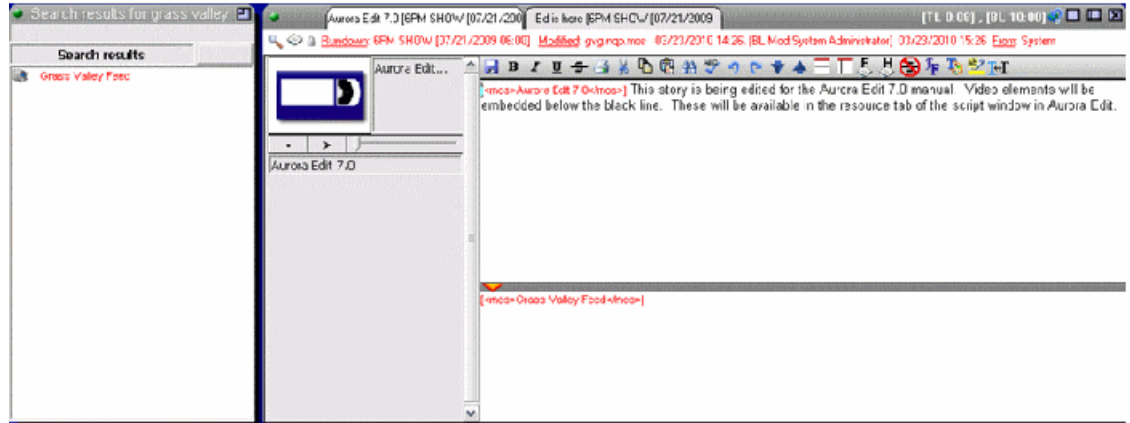 Search results for grass valley
Search results
Grass Valley Feed
Aurora Edit 7.0 [6PM SHOW [07/21/200
Ed is here [6PM SHOW [07/21/2009
[TL 0:06] , [BL 10:00]
Rundown: 6PM SHOW [07/21/2009 06:00] Modified: 03/23/2010 14:26 [BL Mod System Administrator] 03/23/2010 15:26 From: System
Aurora Edit...
Aurora Edit 7.0
[<mos>Aurora Edit 7.0</mos>] This story is being edited for the Aurora Edit 7.0 manual. Video elements will be
embedded below the black line. These will be available in the resource tab of the script window in Aurora Edit.
[<mos>Grass Valley Feed</mos>]